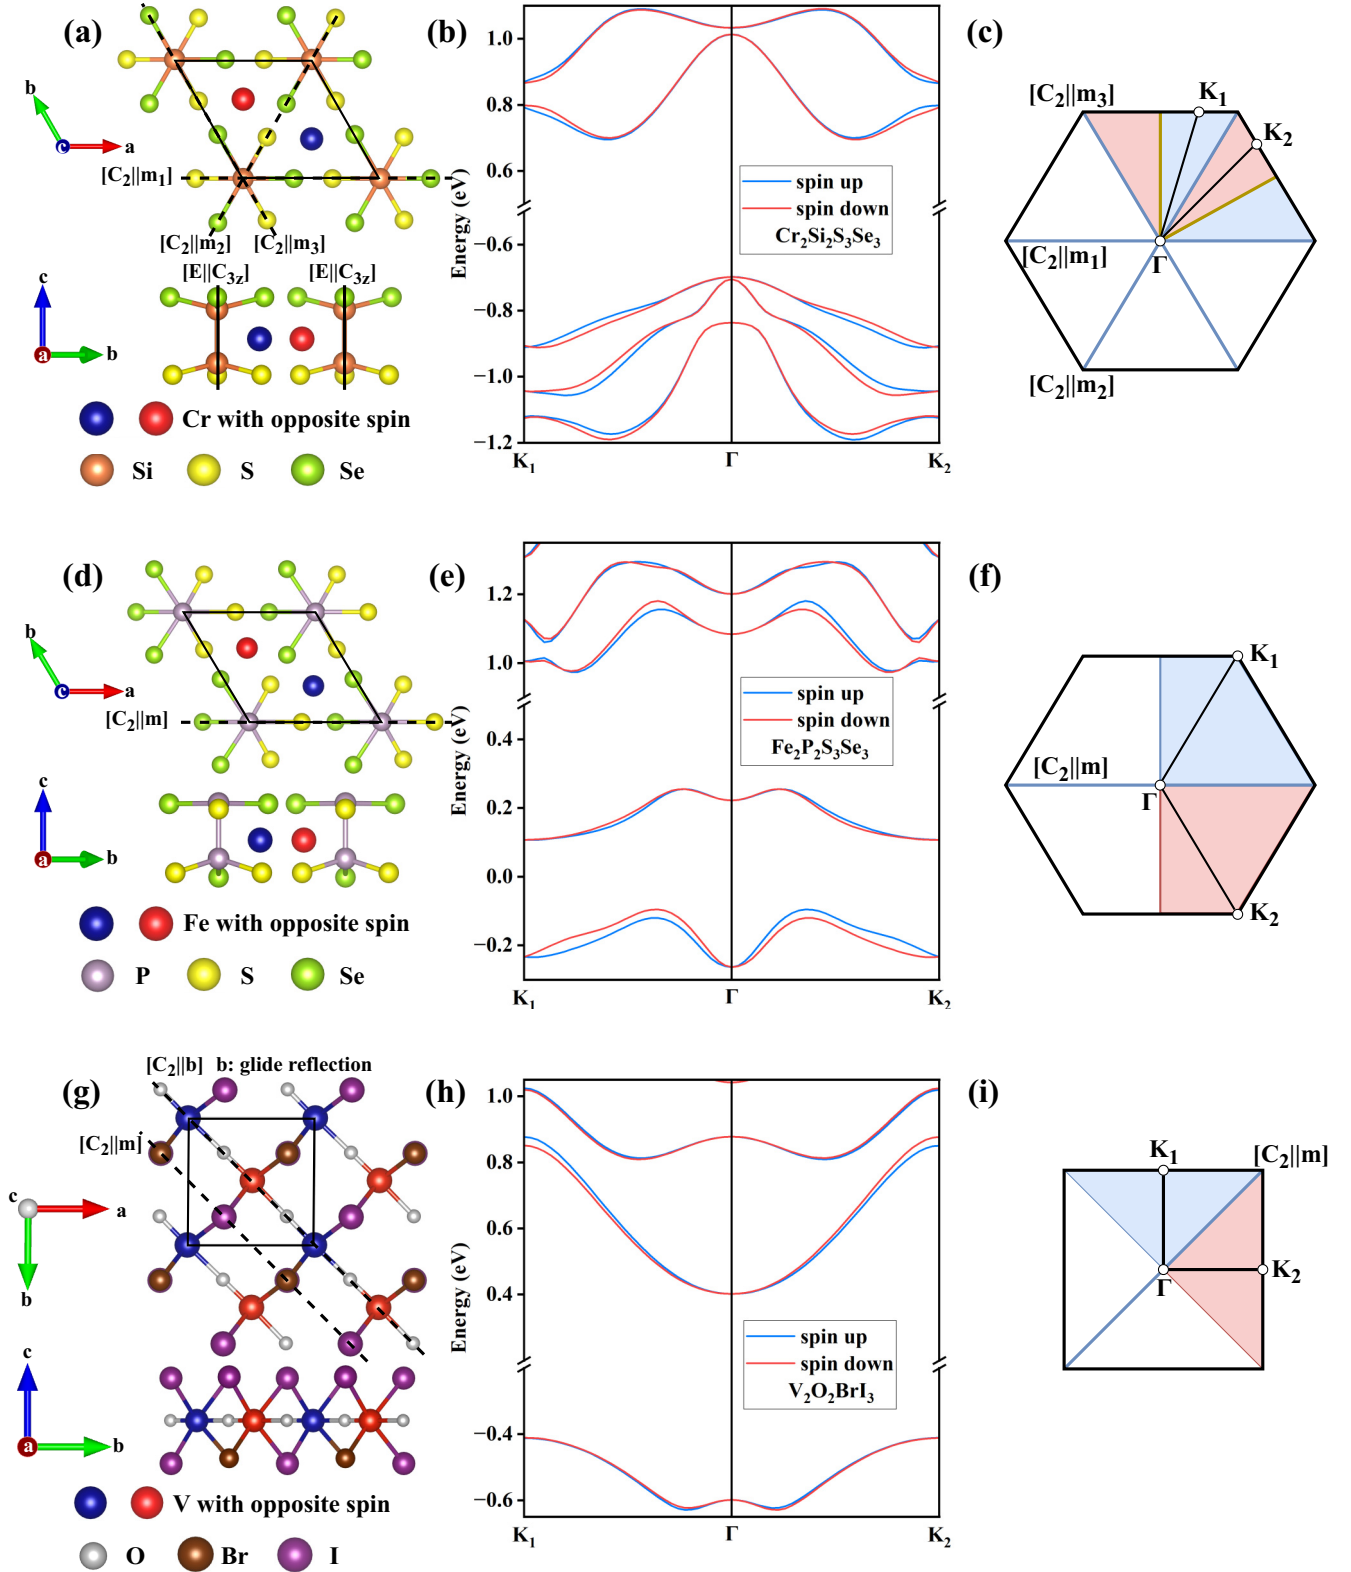 (a)
b
a
c
[C₂||m₁]
[C₂||m₂]
[C₂||m₃]
[E||C₃z]
[E||C₃z]
c
a
b
Cr with opposite spin
Si
S
Se
(b)
Energy (eV)
1.0
0.8
0.6
−0.6
−0.8
−1.0
−1.2
K₁
Γ
K₂
spin up
spin down
Cr₂Si₂S₃Se₃
(c)
[C₂||m₃]
K₁
K₂
[C₂||m₁]
Γ
[C₂||m₂]
(d)
b
a
c
[C₂||m]
c
a
b
Fe with opposite spin
P
S
Se
(e)
Energy (eV)
1.2
1.0
0.4
0.2
0.0
−0.2
K₁
Γ
K₂
spin up
spin down
Fe₂P₂S₃Se₃
(f)
K₁
[C₂||m]
Γ
K₂
(g)
[C₂||b] b: glide reflection
[C₂||m]
c
a
b
c
a
b
V with opposite spin
O
Br
I
(h)
Energy (eV)
1.0
0.8
0.6
0.4
−0.4
−0.6
K₁
Γ
K₂
spin up
spin down
V₂O₂BrI₃
(i)
K₁
[C₂||m]
K₂
Γ